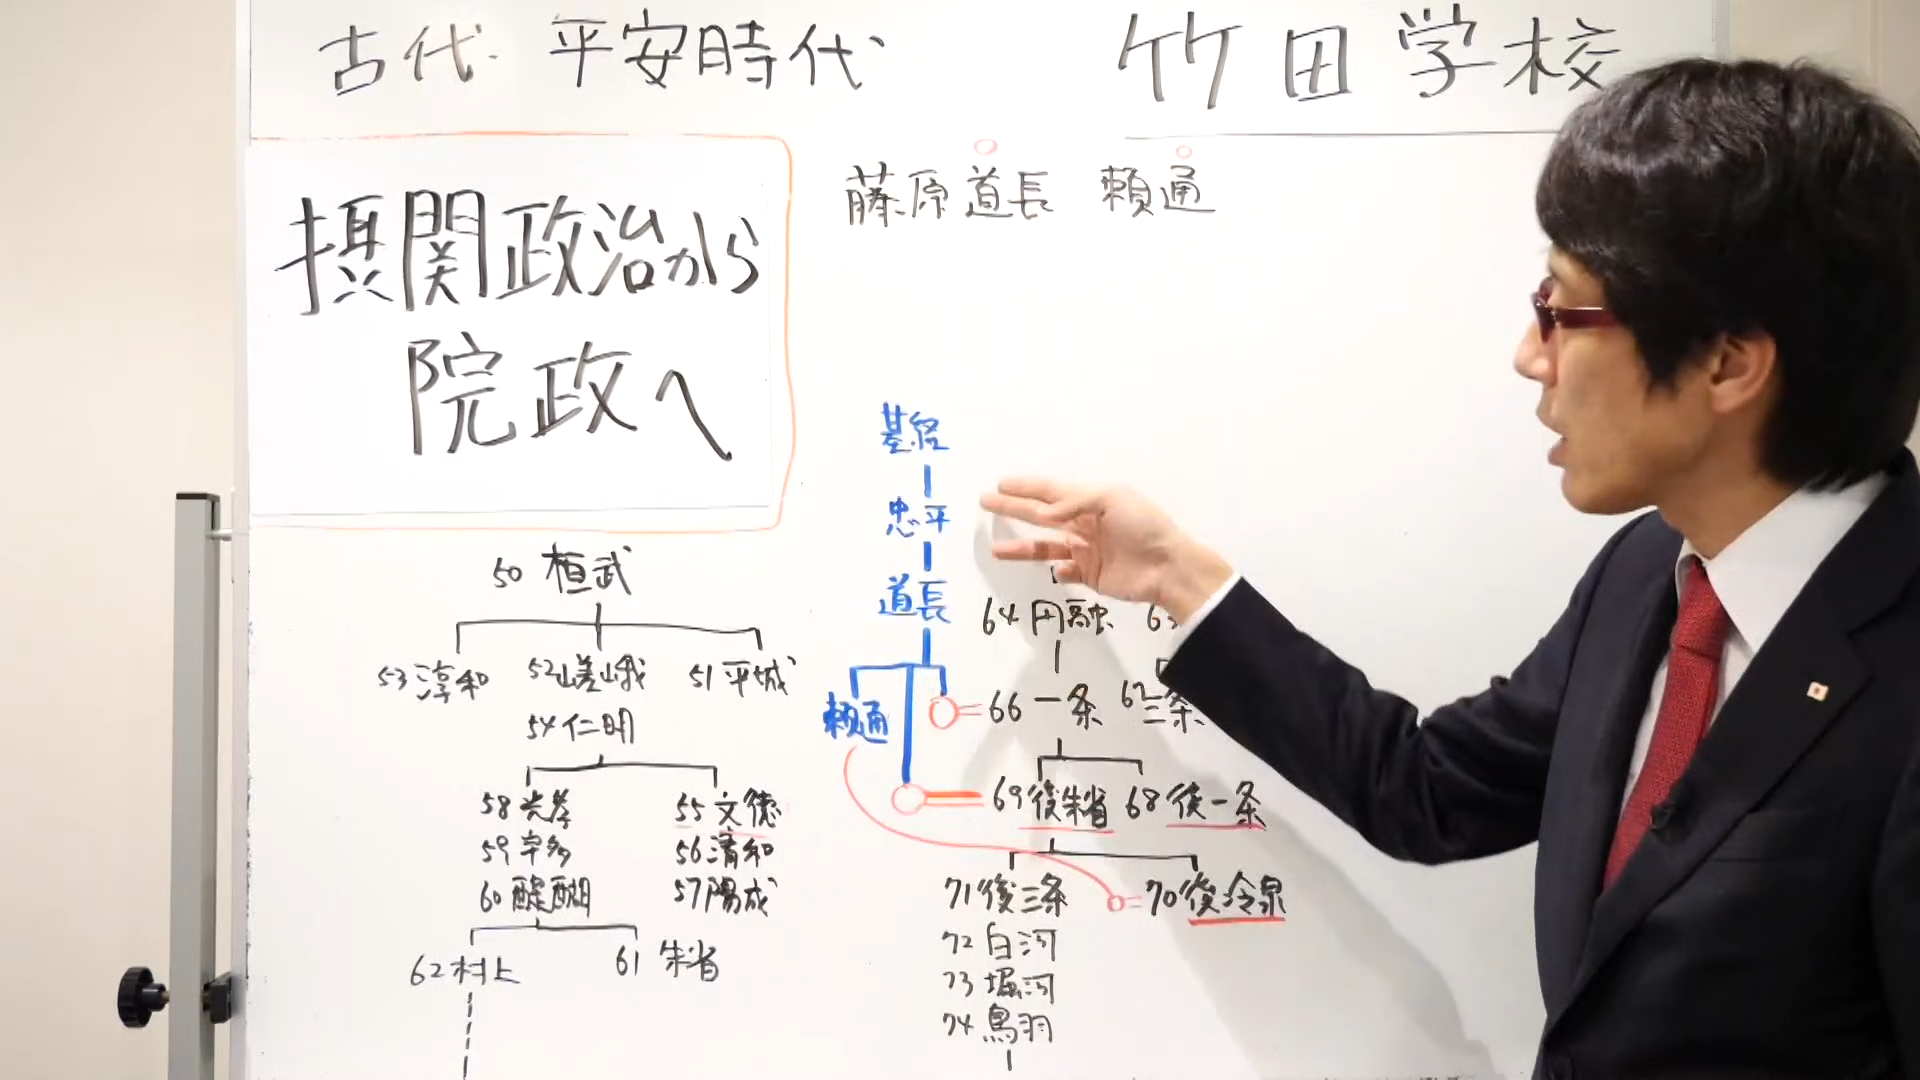 古代 平安時代
竹田学校
摂関政治から
院政へ
藤原道長 頼通
基経
忠平
道長
頼通
50 桓武
53 淳和 52 嵯峨 51 平城
54 仁明
58 光孝 55 文徳
59 宇多 56 清和
60 醍醐 57 陽成
62 村上 61 朱雀
64 円融
66 一条 67 三条
69 後朱雀 68 後一条
71 後三条 70 後冷泉
72 白河
73 堀河
74 鳥羽